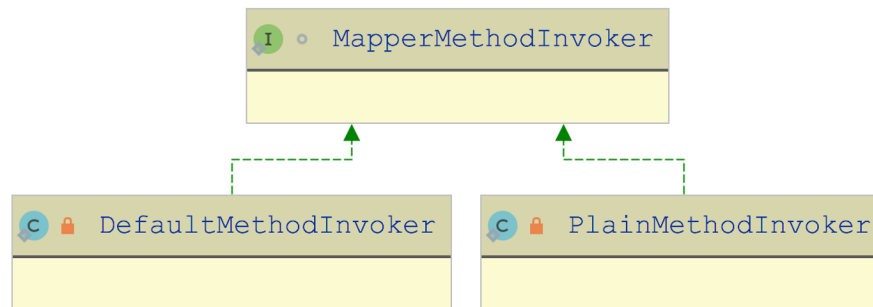 I MapperMethodInvoker
C DefaultMethodInvoker
C PlainMethodInvoker